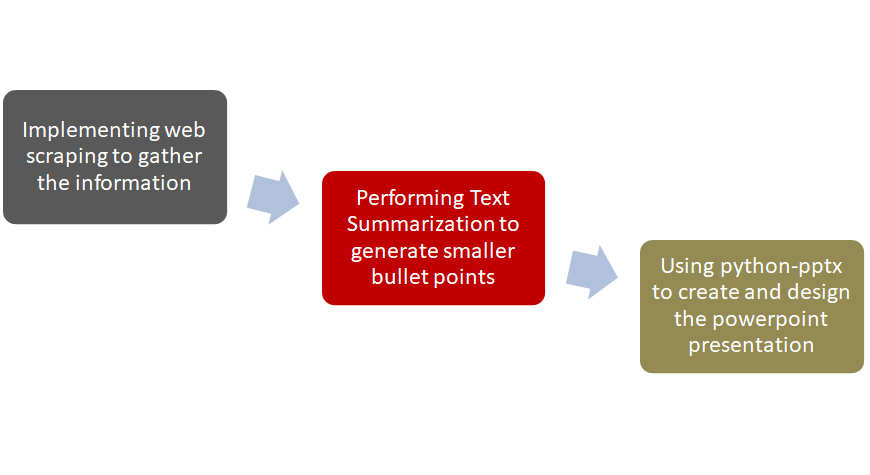 Implementing web
scraping to gather
the information
Performing Text
Summarization to
generate smaller
bullet points
Using python-pptx
to create and design
the powerpoint
presentation